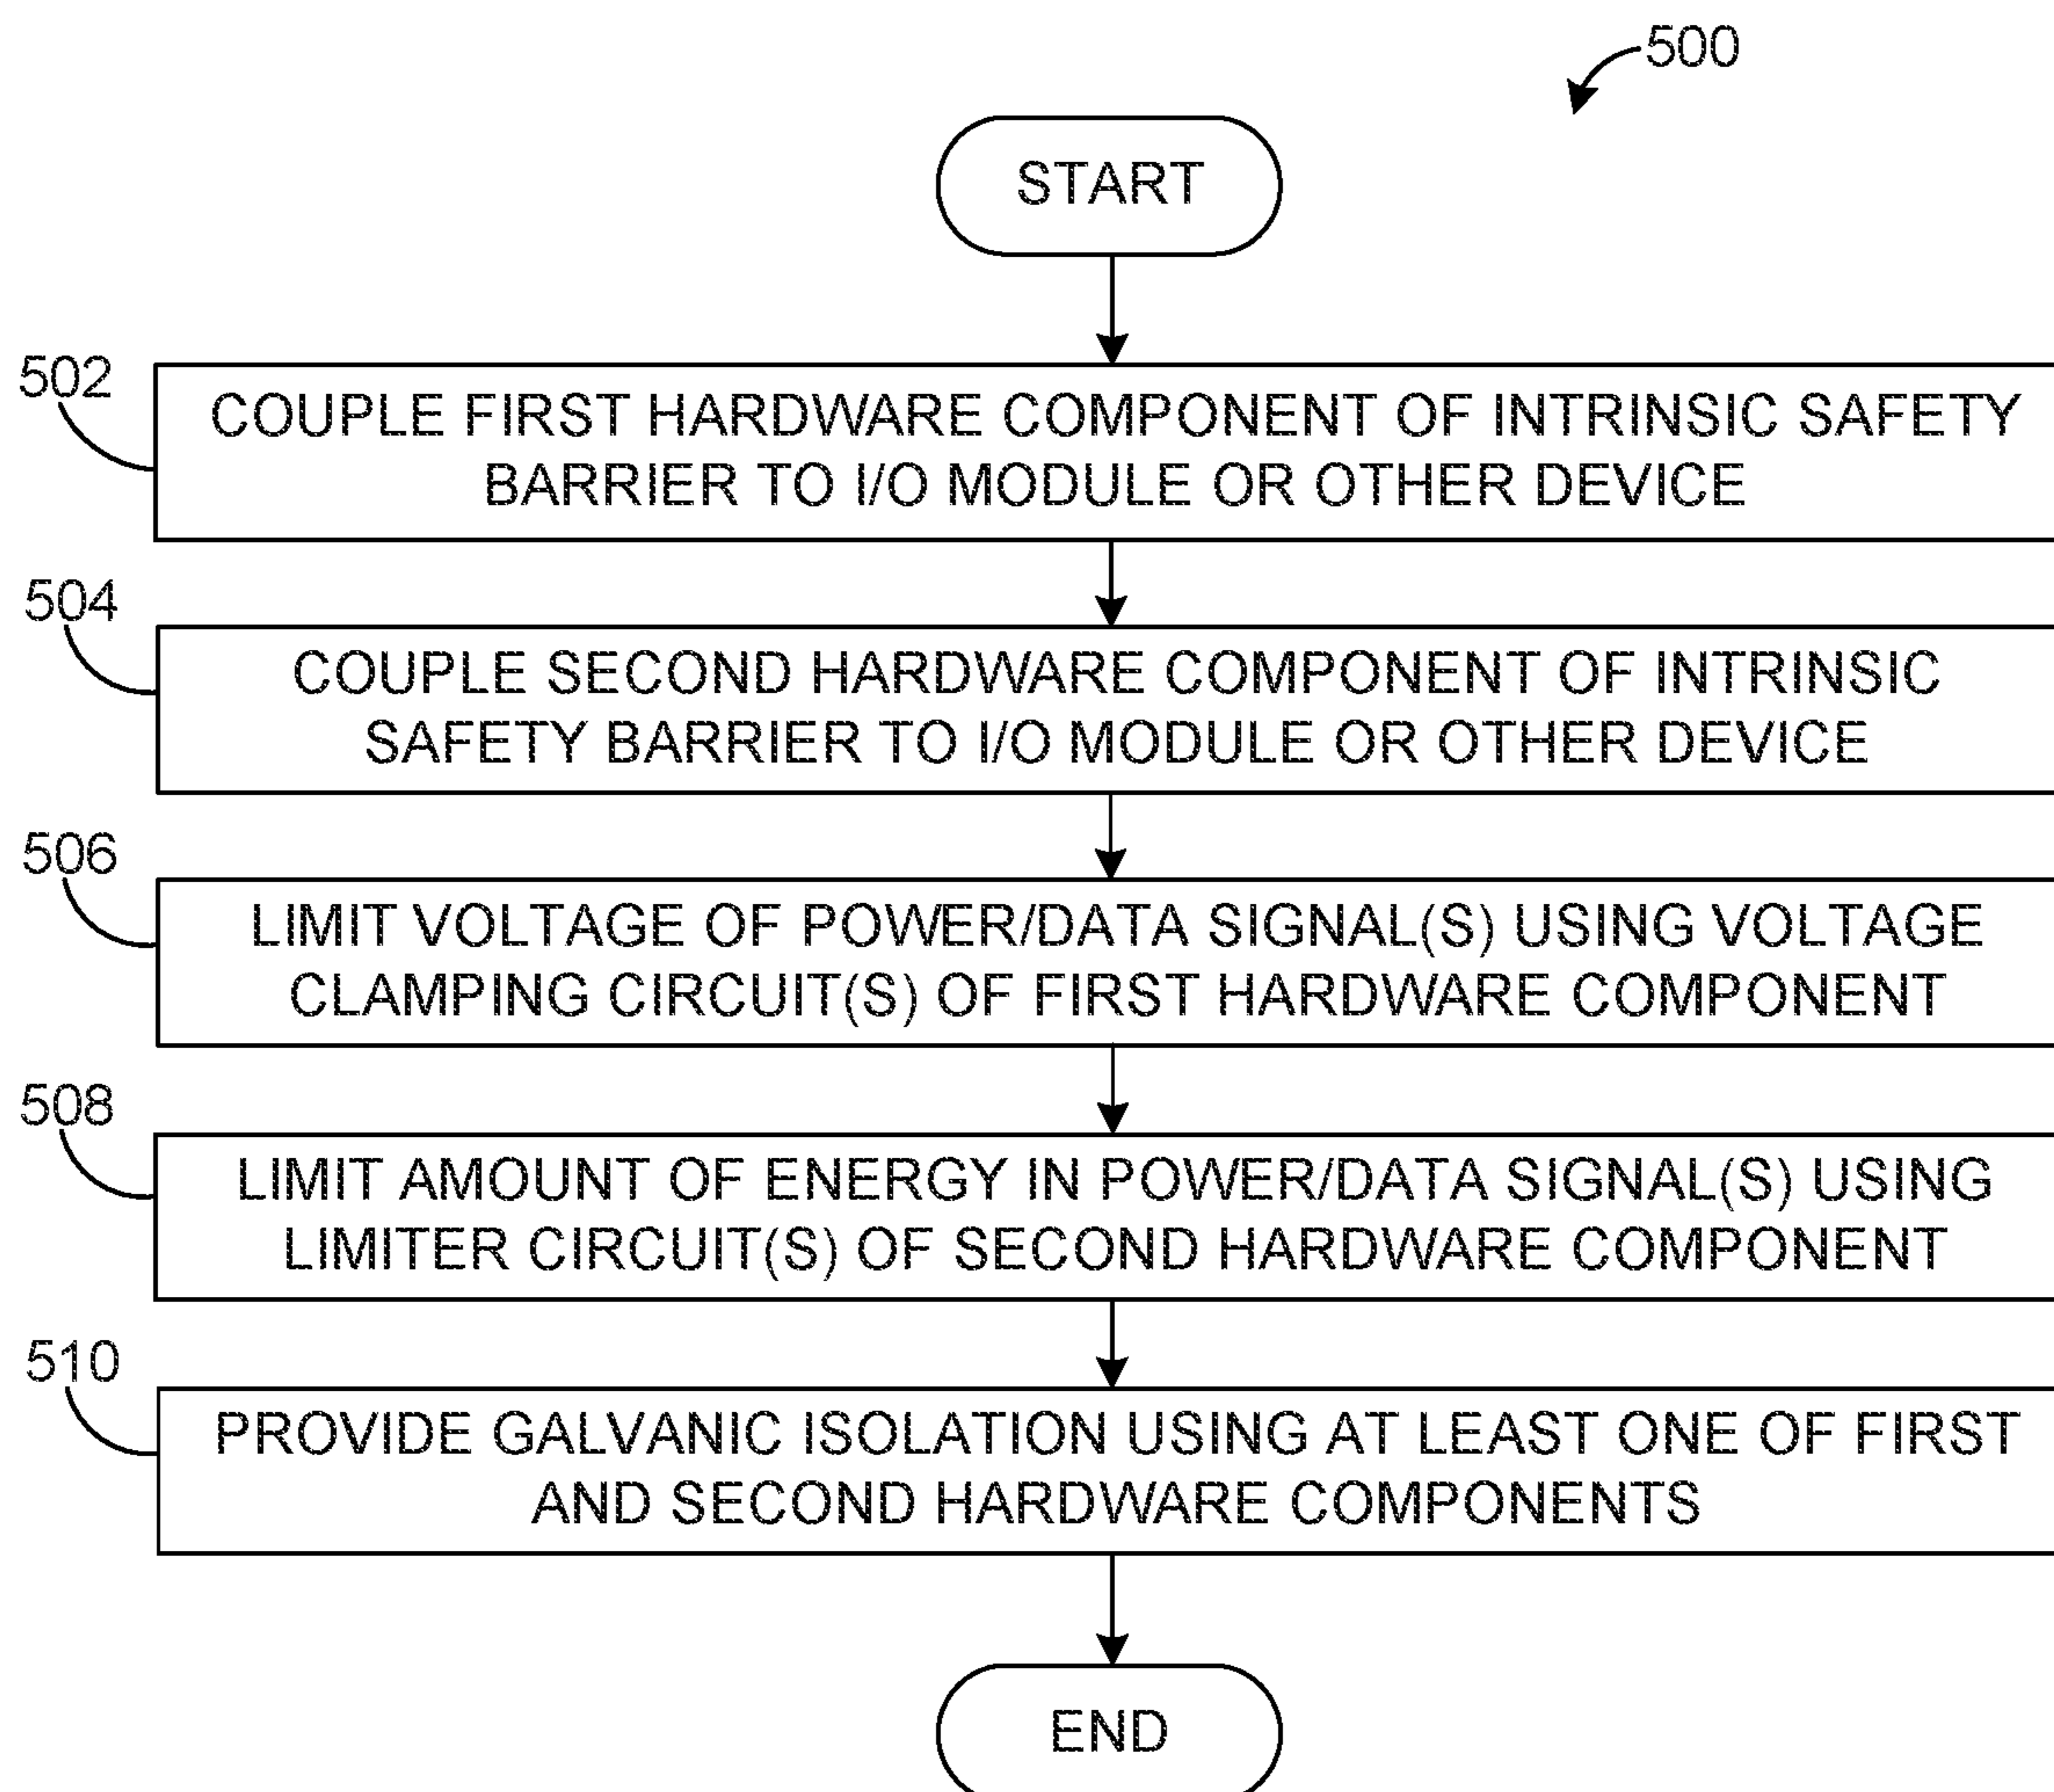 500
START
502
COUPLE FIRST HARDWARE COMPONENT OF INTRINSIC SAFETY
BARRIER TO I/O MODULE OR OTHER DEVICE
504
COUPLE SECOND HARDWARE COMPONENT OF INTRINSIC
SAFETY BARRIER TO I/O MODULE OR OTHER DEVICE
506
LIMIT VOLTAGE OF POWER/DATA SIGNAL(S) USING VOLTAGE
CLAMPING CIRCUIT(S) OF FIRST HARDWARE COMPONENT
508
LIMIT AMOUNT OF ENERGY IN POWER/DATA SIGNAL(S) USING
LIMITER CIRCUIT(S) OF SECOND HARDWARE COMPONENT
510
PROVIDE GALVANIC ISOLATION USING AT LEAST ONE OF FIRST
AND SECOND HARDWARE COMPONENTS
END